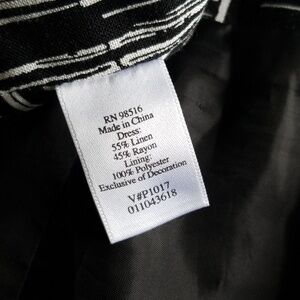 RN 98516
Made in China
Dress:
55% Linen
45% Rayon
Lining:
100% Polyester
Exclusive of Decoration
V#P1017
011043618